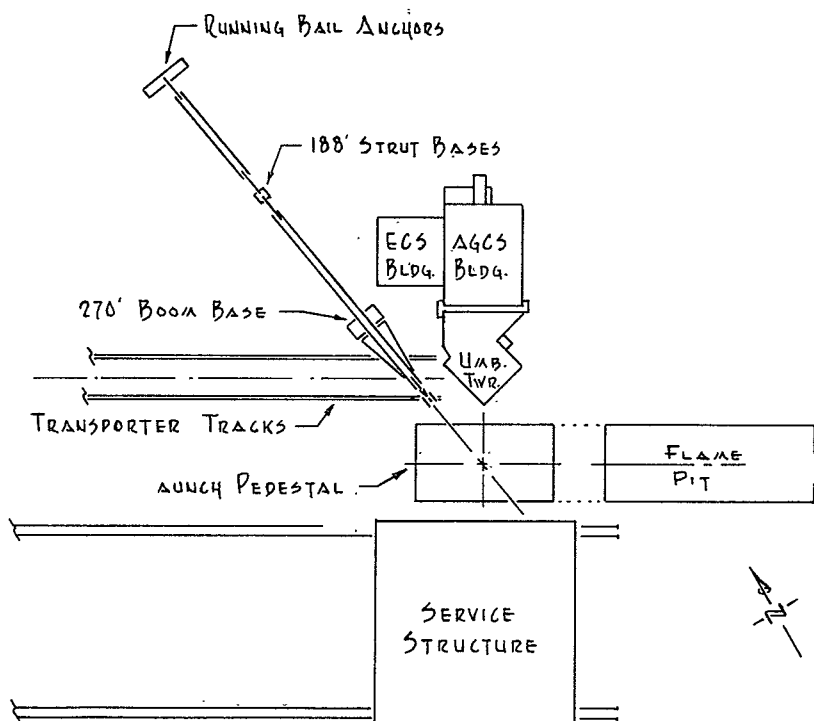 RUNNING BAIL ANCHORS
188' STRUT BASES
ECS
BLDG.
AGCS
BLDG.
270' BOOM BASE
UMB.
TWR.
TRANSPORTER TRACKS
FLAME
PIT
AUNCH PEDESTAL
SERVICE
STRUCTURE
N